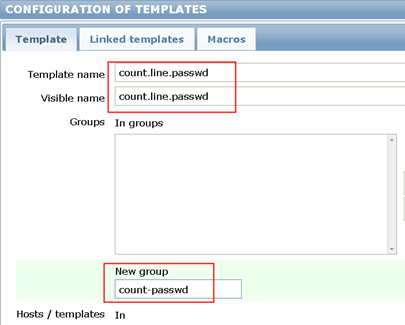 CONFIGURATION OF TEMPLATES
Template Linked templates Macros
Template name count.line.passwd
Visible name count.line.passwd
Groups In groups
New group
count-passwd
Hosts / templates In